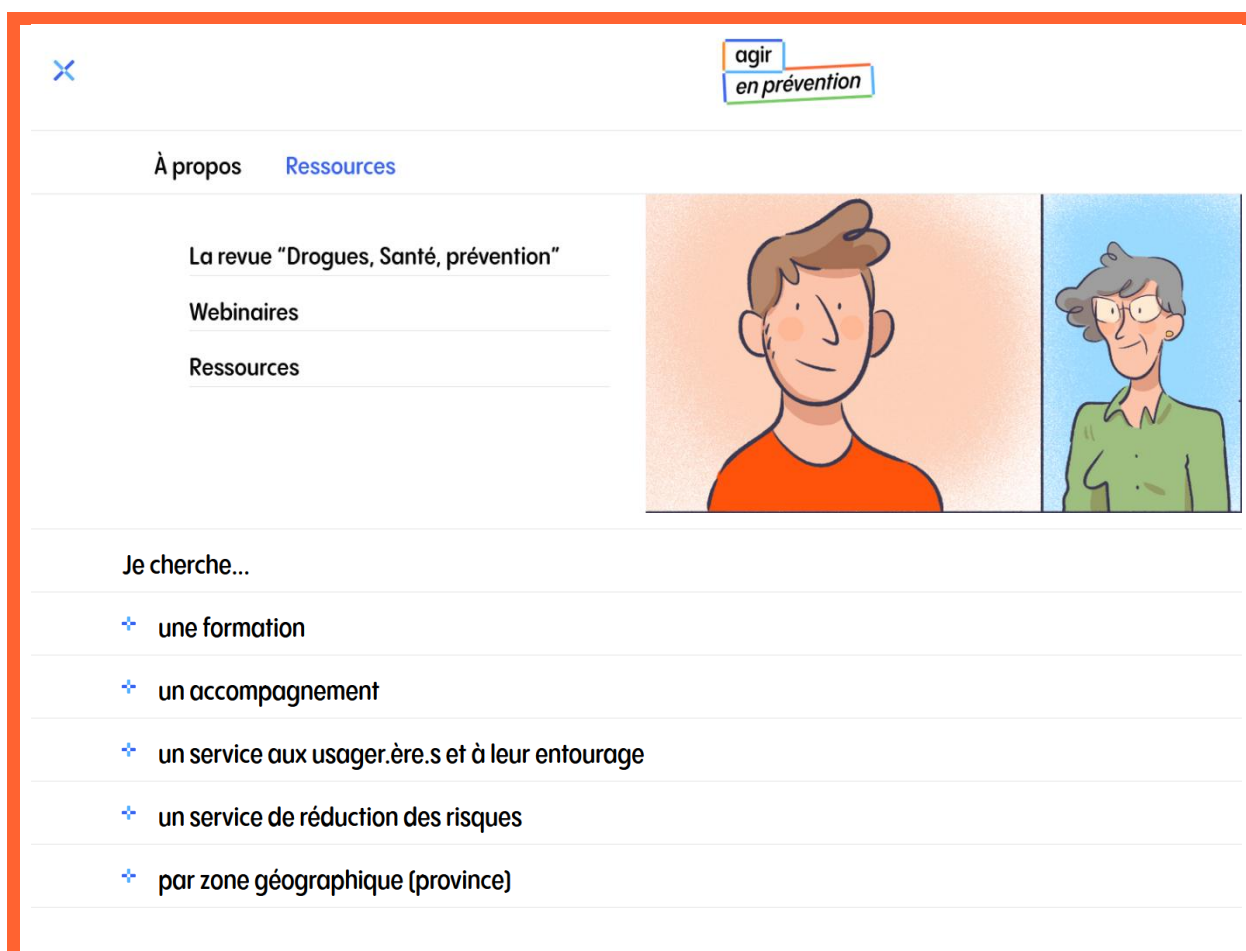 agir
en prévention
À propos
Ressources
La revue “Drogues, Santé, prévention”
Webinaires
Ressources
Je cherche...
une formation
un accompagnement
un service aux usager.ère.s et à leur entourage
un service de réduction des risques
par zone géographique (province)